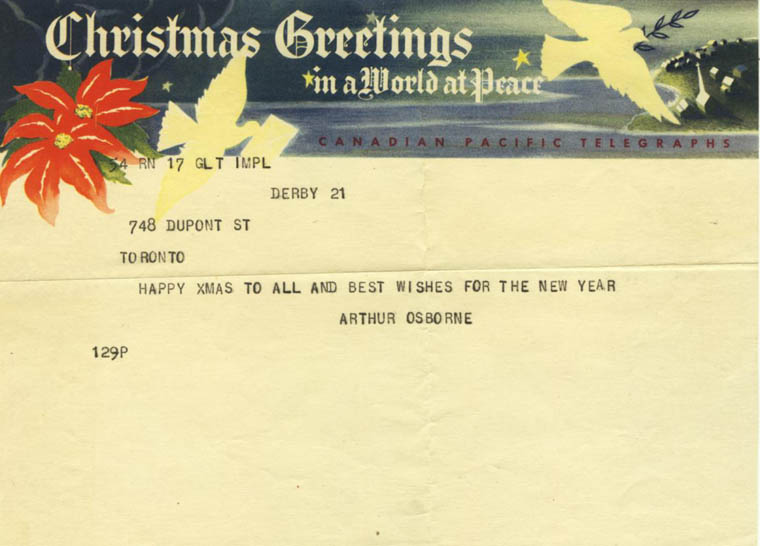 Christmas Greetings
in a World at Peace
CANADIAN PACIFIC TELEGRAPHS
54 RN 17 GLT IMPL
DERBY 21
748 DUPONT ST
TORONTO
HAPPY XMAS TO ALL AND BEST WISHES FOR THE NEW YEAR
ARTHUR OSBORNE
129P